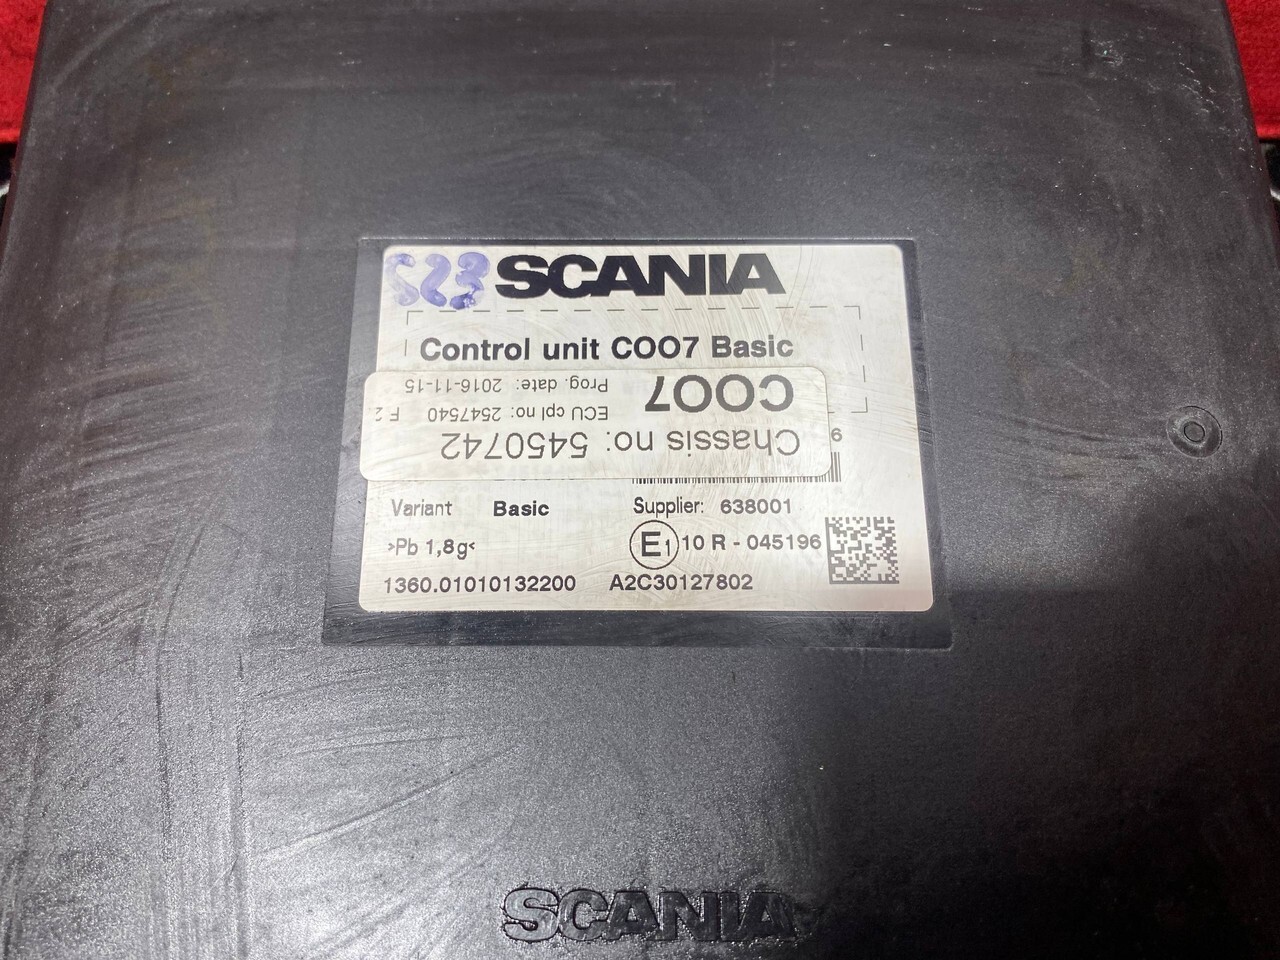 S23 SCANIA
Control unit COO7 Basic
Chassis no: 5450742
ECU cpl no: 2547540 F 2
COO7
Prog. date: 2016-11-15
6
Variant Basic
Supplier: 638001
>Pb 1,8g<
E1 10 R - 045196
1360.01010132200 A2C30127802
SCANIA